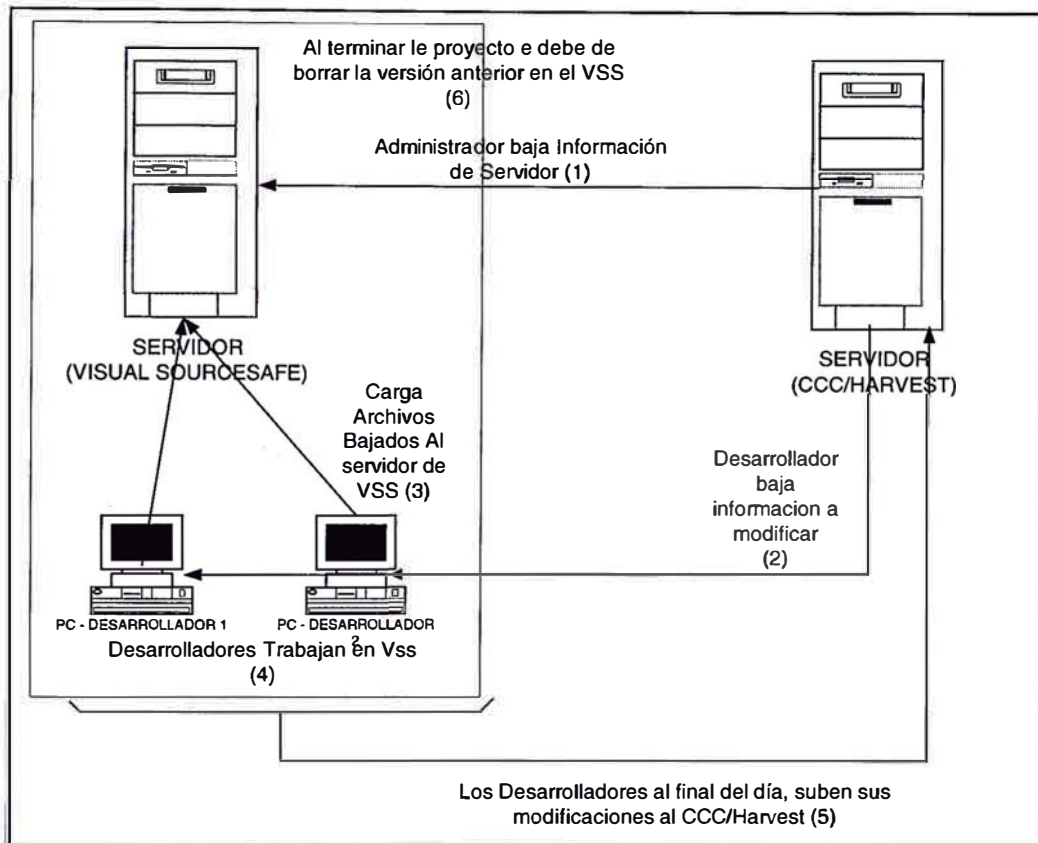 Al terminar le proyecto e debe de
borrar la versión anterior en el VSS
(6)
Administrador baja Información
de Servidor (1)
SERVIDOR
(VISUAL SOURCESAFE)
SERVIDOR
(CCC/HARVEST)
Carga
Archivos
Bajados Al
servidor de
VSS (3)
Desarrollador
baja
informacion a
modificar
(2)
PC - DESARROLLADOR 1
PC - DESARROLLADOR
2
Desarrolladores Trabajan en Vss
(4)
Los Desarrolladores al final del día, suben sus
modificaciones al CCC/Harvest (5)